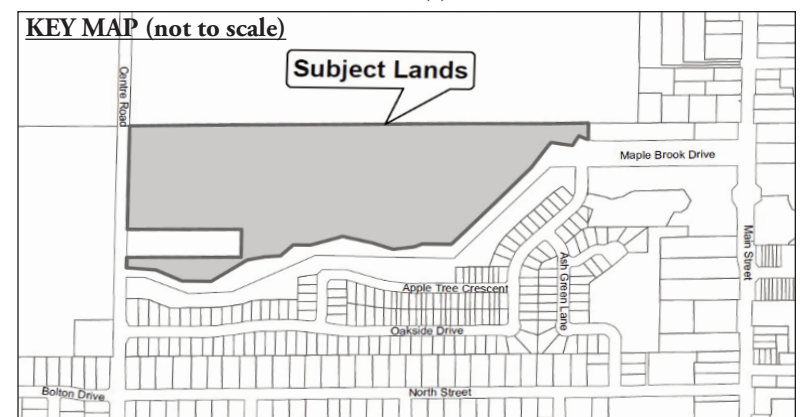 KEY MAP (not to scale)
Subject Lands
Centre Road
Maple Brook Drive
Main Street
Ash Green Lane
Apple Tree Crescent
Oakside Drive
North Street
Bolton Drive